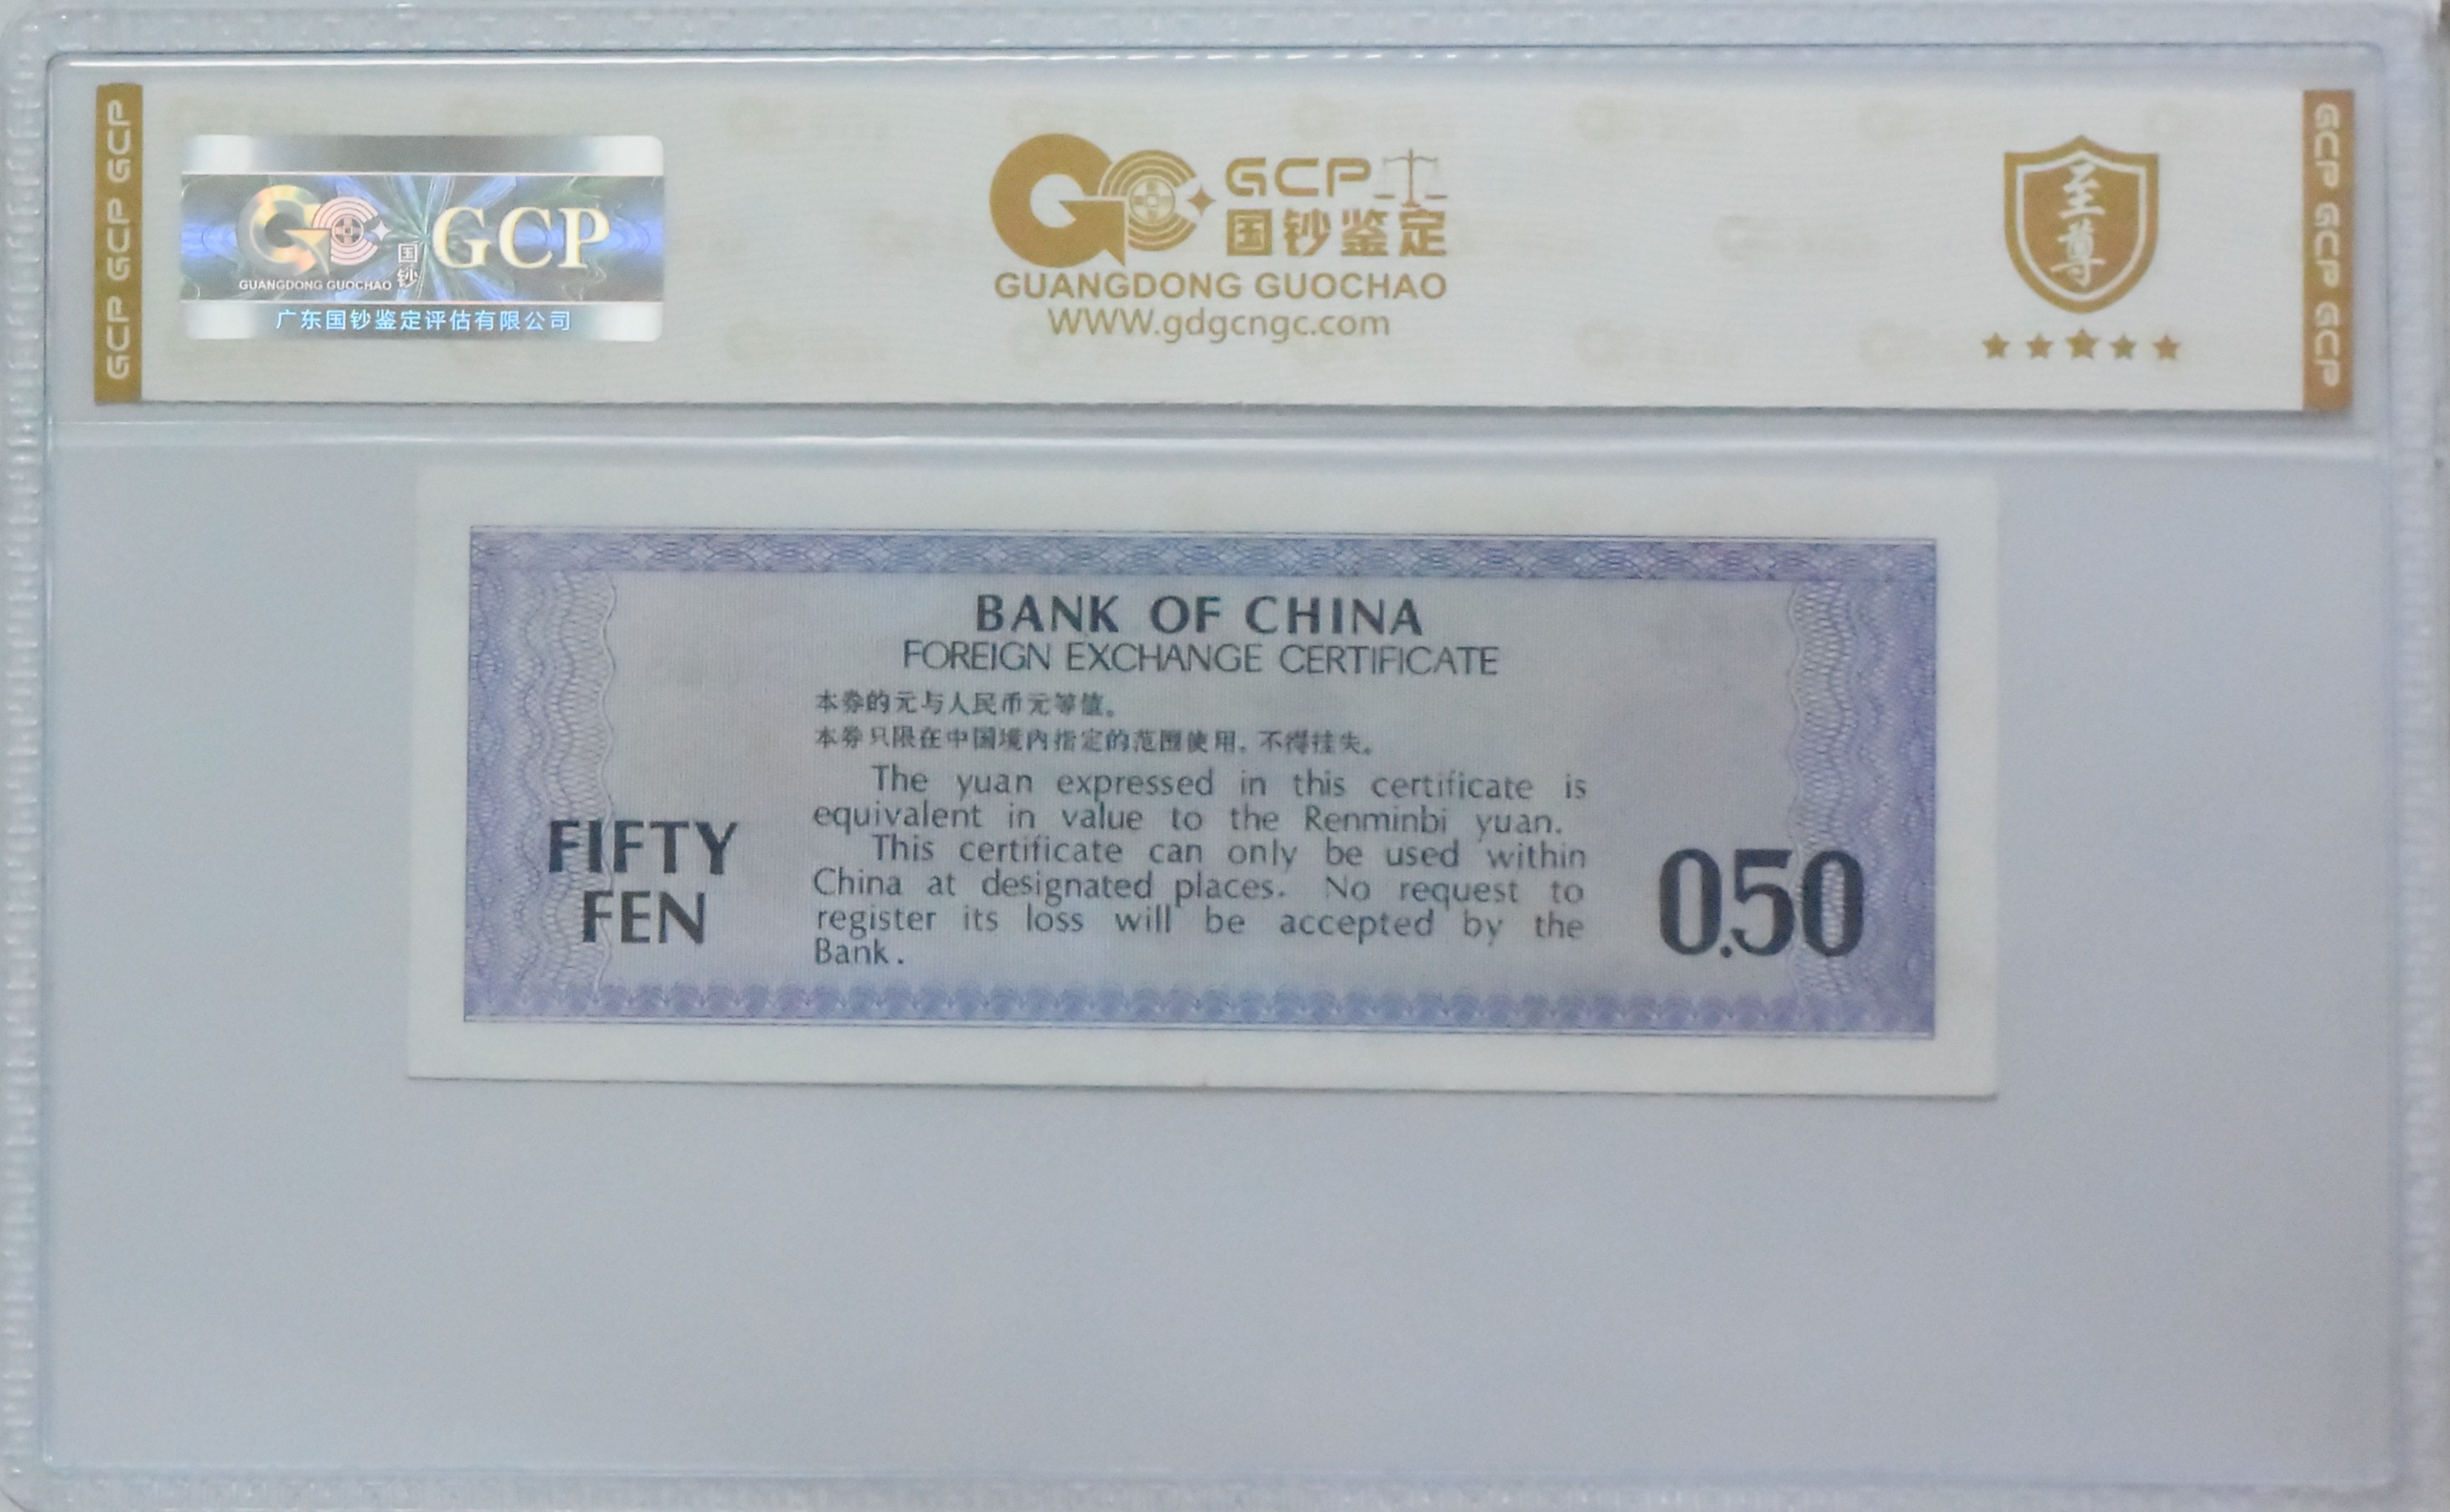 GCP GCP GCP
GUANGDONG GUOCHAO
国钞
GCP
广东国钞鉴定评估有限公司
GCP
国钞鉴定
GUANGDONG GUOCHAO
WWW.gdgcngc.com
至尊
GCP GCP GCP
BANK OF CHINA
FOREIGN EXCHANGE CERTIFICATE
本券的元与人民币元等值。
本券只限在中国境内指定的范围使用，不得挂失。
The yuan expressed in this certificate is
equivalent in value to the Renminbi yuan.
This certificate can only be used within
China at designated places. No request to
register its loss will be accepted by the
Bank.
FIFTY
FEN
0.50